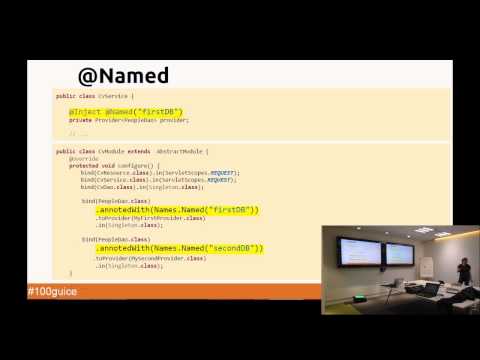 @Named
public class CvService {
@Inject @Named("firstDB")
private Provider<PeopleDao> provider;
// ...
public class CvModule extends AbstractModule {
@Override
protected void configure() {
bind(CvResource.class).in(ServletScopes.REQUEST);
bind(CvService.class).in(ServletScopes.REQUEST);
bind(CvDao.class).in(Singleton.class);
bind(PeopleDao.class)
.annotedWith(Names.Named("firstDB"))
.toProvider(MyFirstProvider.class)
.in(Singleton.class)
bind(PeopleDao.class)
.annotedWith(Names.Named("secondDB"))
.toProvider(MysecondProvider.class)
.in(Singleton.class);
}
#100guice